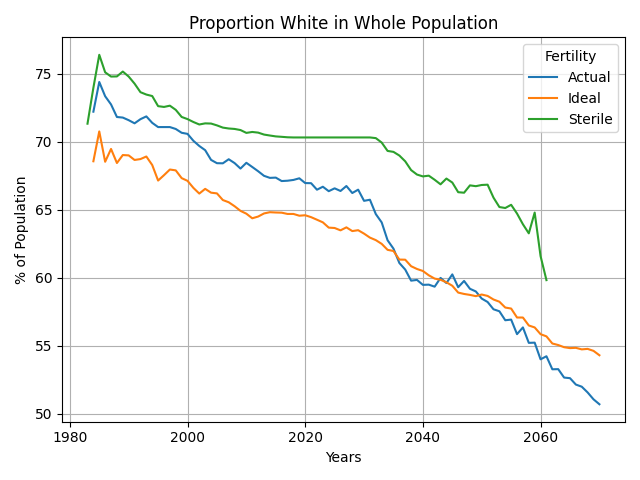 Proportion White in Whole Population
% of Population
75
70
65
60
55
50
Fertility
Actual
Ideal
Sterile
1980
2000
2020
2040
2060
Years